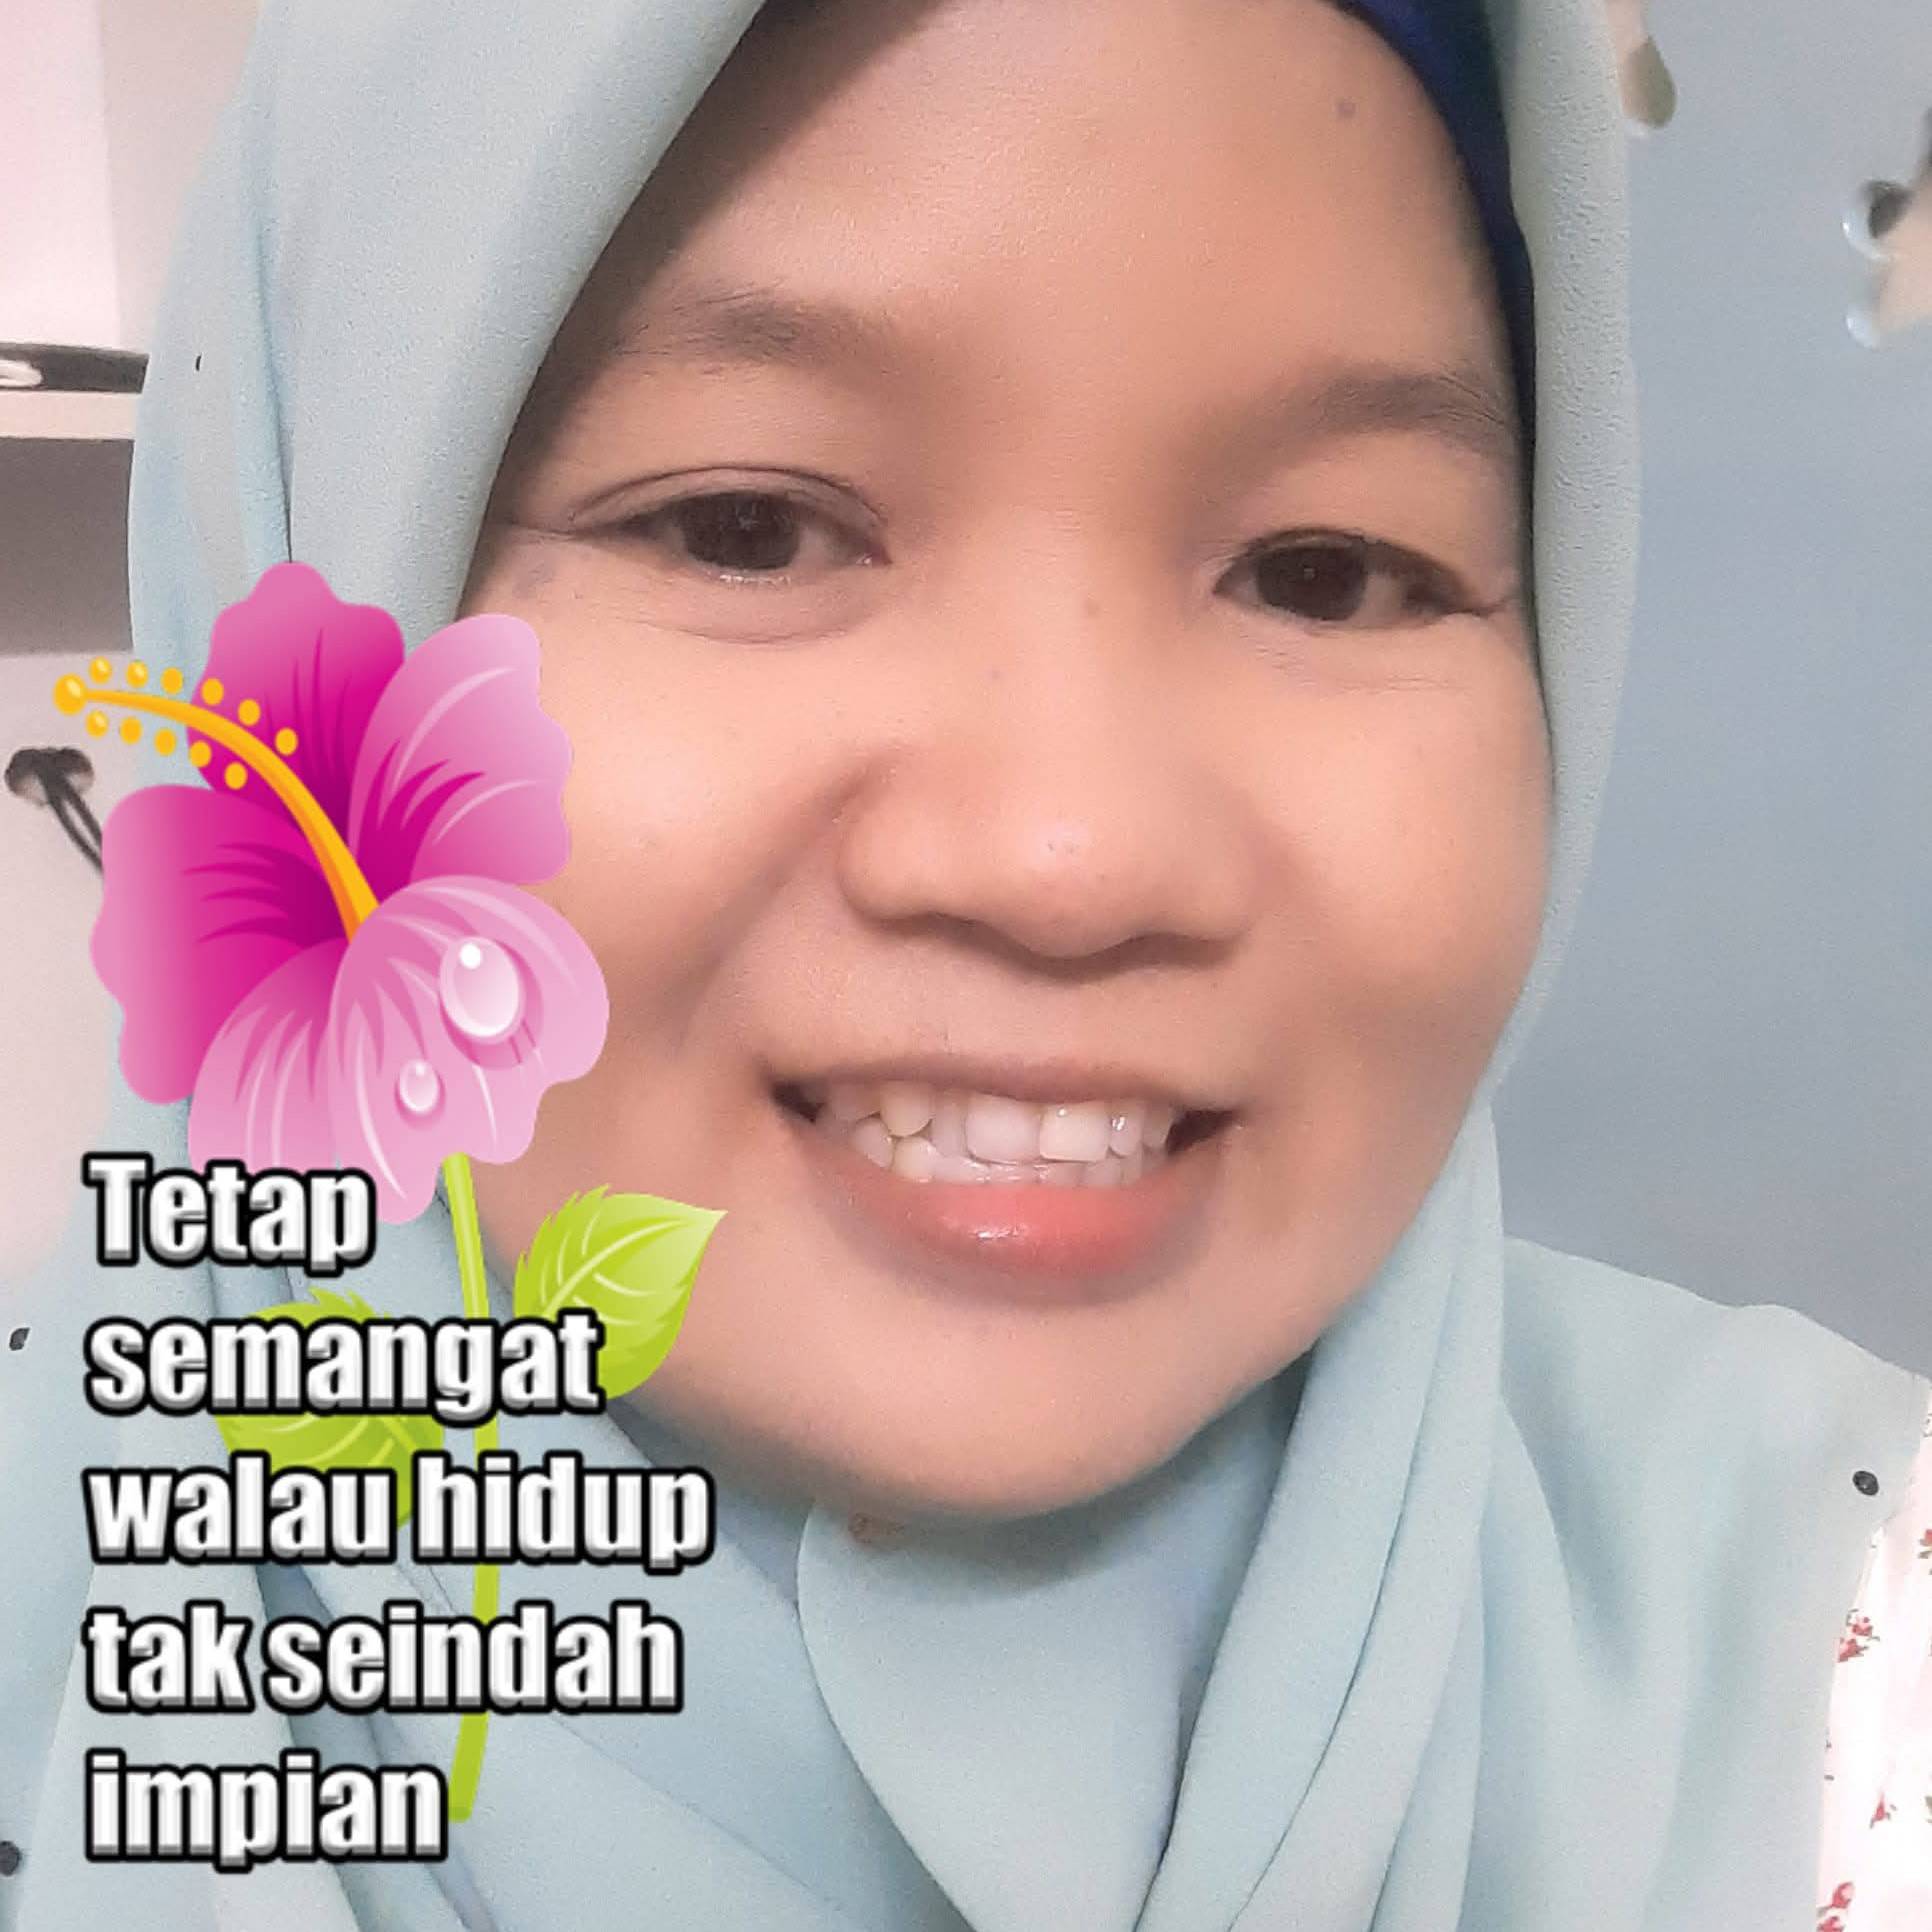 Tetap
semangat
walau hidup
tak seindah
impian